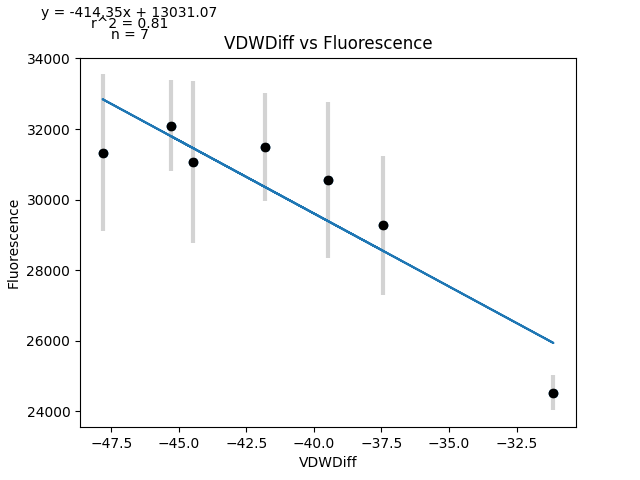 y = -414.35x + 13031.07
r^2 = 0.81
n = 7
VDWDiff vs Fluorescence
34000
32000
30000
28000
26000
24000
Fluorescence
−47.5 −45.0 −42.5 −40.0 −37.5 −35.0 −32.5
VDWDiff